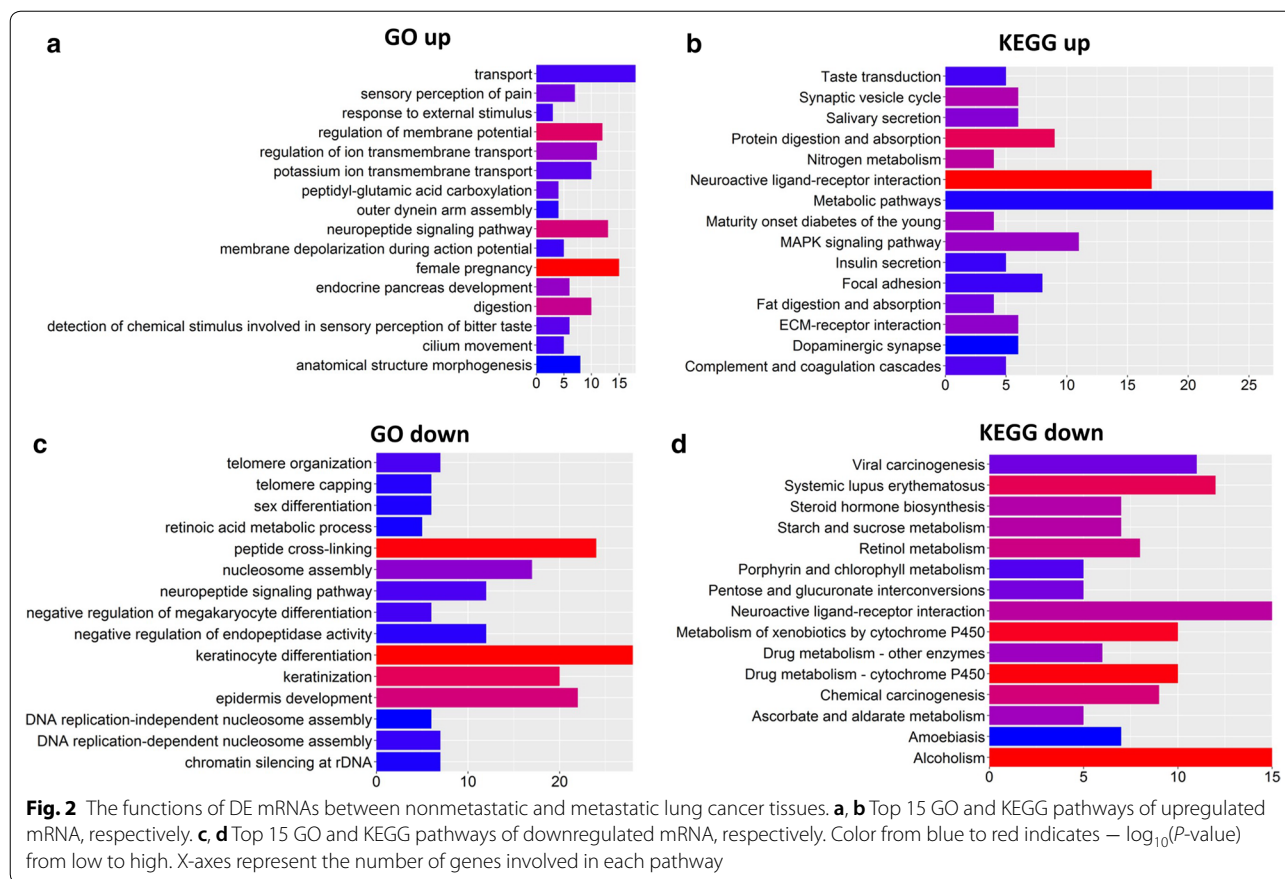 a
GO up
transport
sensory perception of pain
response to external stimulus
regulation of membrane potential
regulation of ion transmembrane transport
potassium ion transmembrane transport
peptidyl-glutamic acid carboxylation
outer dynein arm assembly
neuropeptide signaling pathway
membrane depolarization during action potential
female pregnancy
endocrine pancreas development
digestion
detection of chemical stimulus involved in sensory perception of bitter taste
cilium movement
anatomical structure morphogenesis
0 5 10 15
b
KEGG up
Taste transduction
Synaptic vesicle cycle
Salivary secretion
Protein digestion and absorption
Nitrogen metabolism
Neuroactive ligand-receptor interaction
Metabolic pathways
Maturity onset diabetes of the young
MAPK signaling pathway
Insulin secretion
Focal adhesion
Fat digestion and absorption
ECM-receptor interaction
Dopaminergic synapse
Complement and coagulation cascades
0 5 10 15 20 25
c
GO down
telomere organization
telomere capping
sex differentiation
retinoic acid metabolic process
peptide cross-linking
nucleosome assembly
neuropeptide signaling pathway
negative regulation of megakaryocyte differentiation
negative regulation of endopeptidase activity
keratinocyte differentiation
keratinization
epidermis development
DNA replication-independent nucleosome assembly
DNA replication-dependent nucleosome assembly
chromatin silencing at rDNA
0 10 20
d
KEGG down
Viral carcinogenesis
Systemic lupus erythematosus
Steroid hormone biosynthesis
Starch and sucrose metabolism
Retinol metabolism
Porphyrin and chlorophyll metabolism
Pentose and glucuronate interconversions
Neuroactive ligand-receptor interaction
Metabolism of xenobiotics by cytochrome P450
Drug metabolism - other enzymes
Drug metabolism - cytochrome P450
Chemical carcinogenesis
Ascorbate and aldarate metabolism
Amoebiasis
Alcoholism
0 5 10 15
Fig. 2 The functions of DE mRNAs between nonmetastatic and metastatic lung cancer tissues. a, b Top 15 GO and KEGG pathways of upregulated
mRNA, respectively. c, d Top 15 GO and KEGG pathways of downregulated mRNA, respectively. Color from blue to red indicates − log10(P-value)
from low to high. X-axes represent the number of genes involved in each pathway